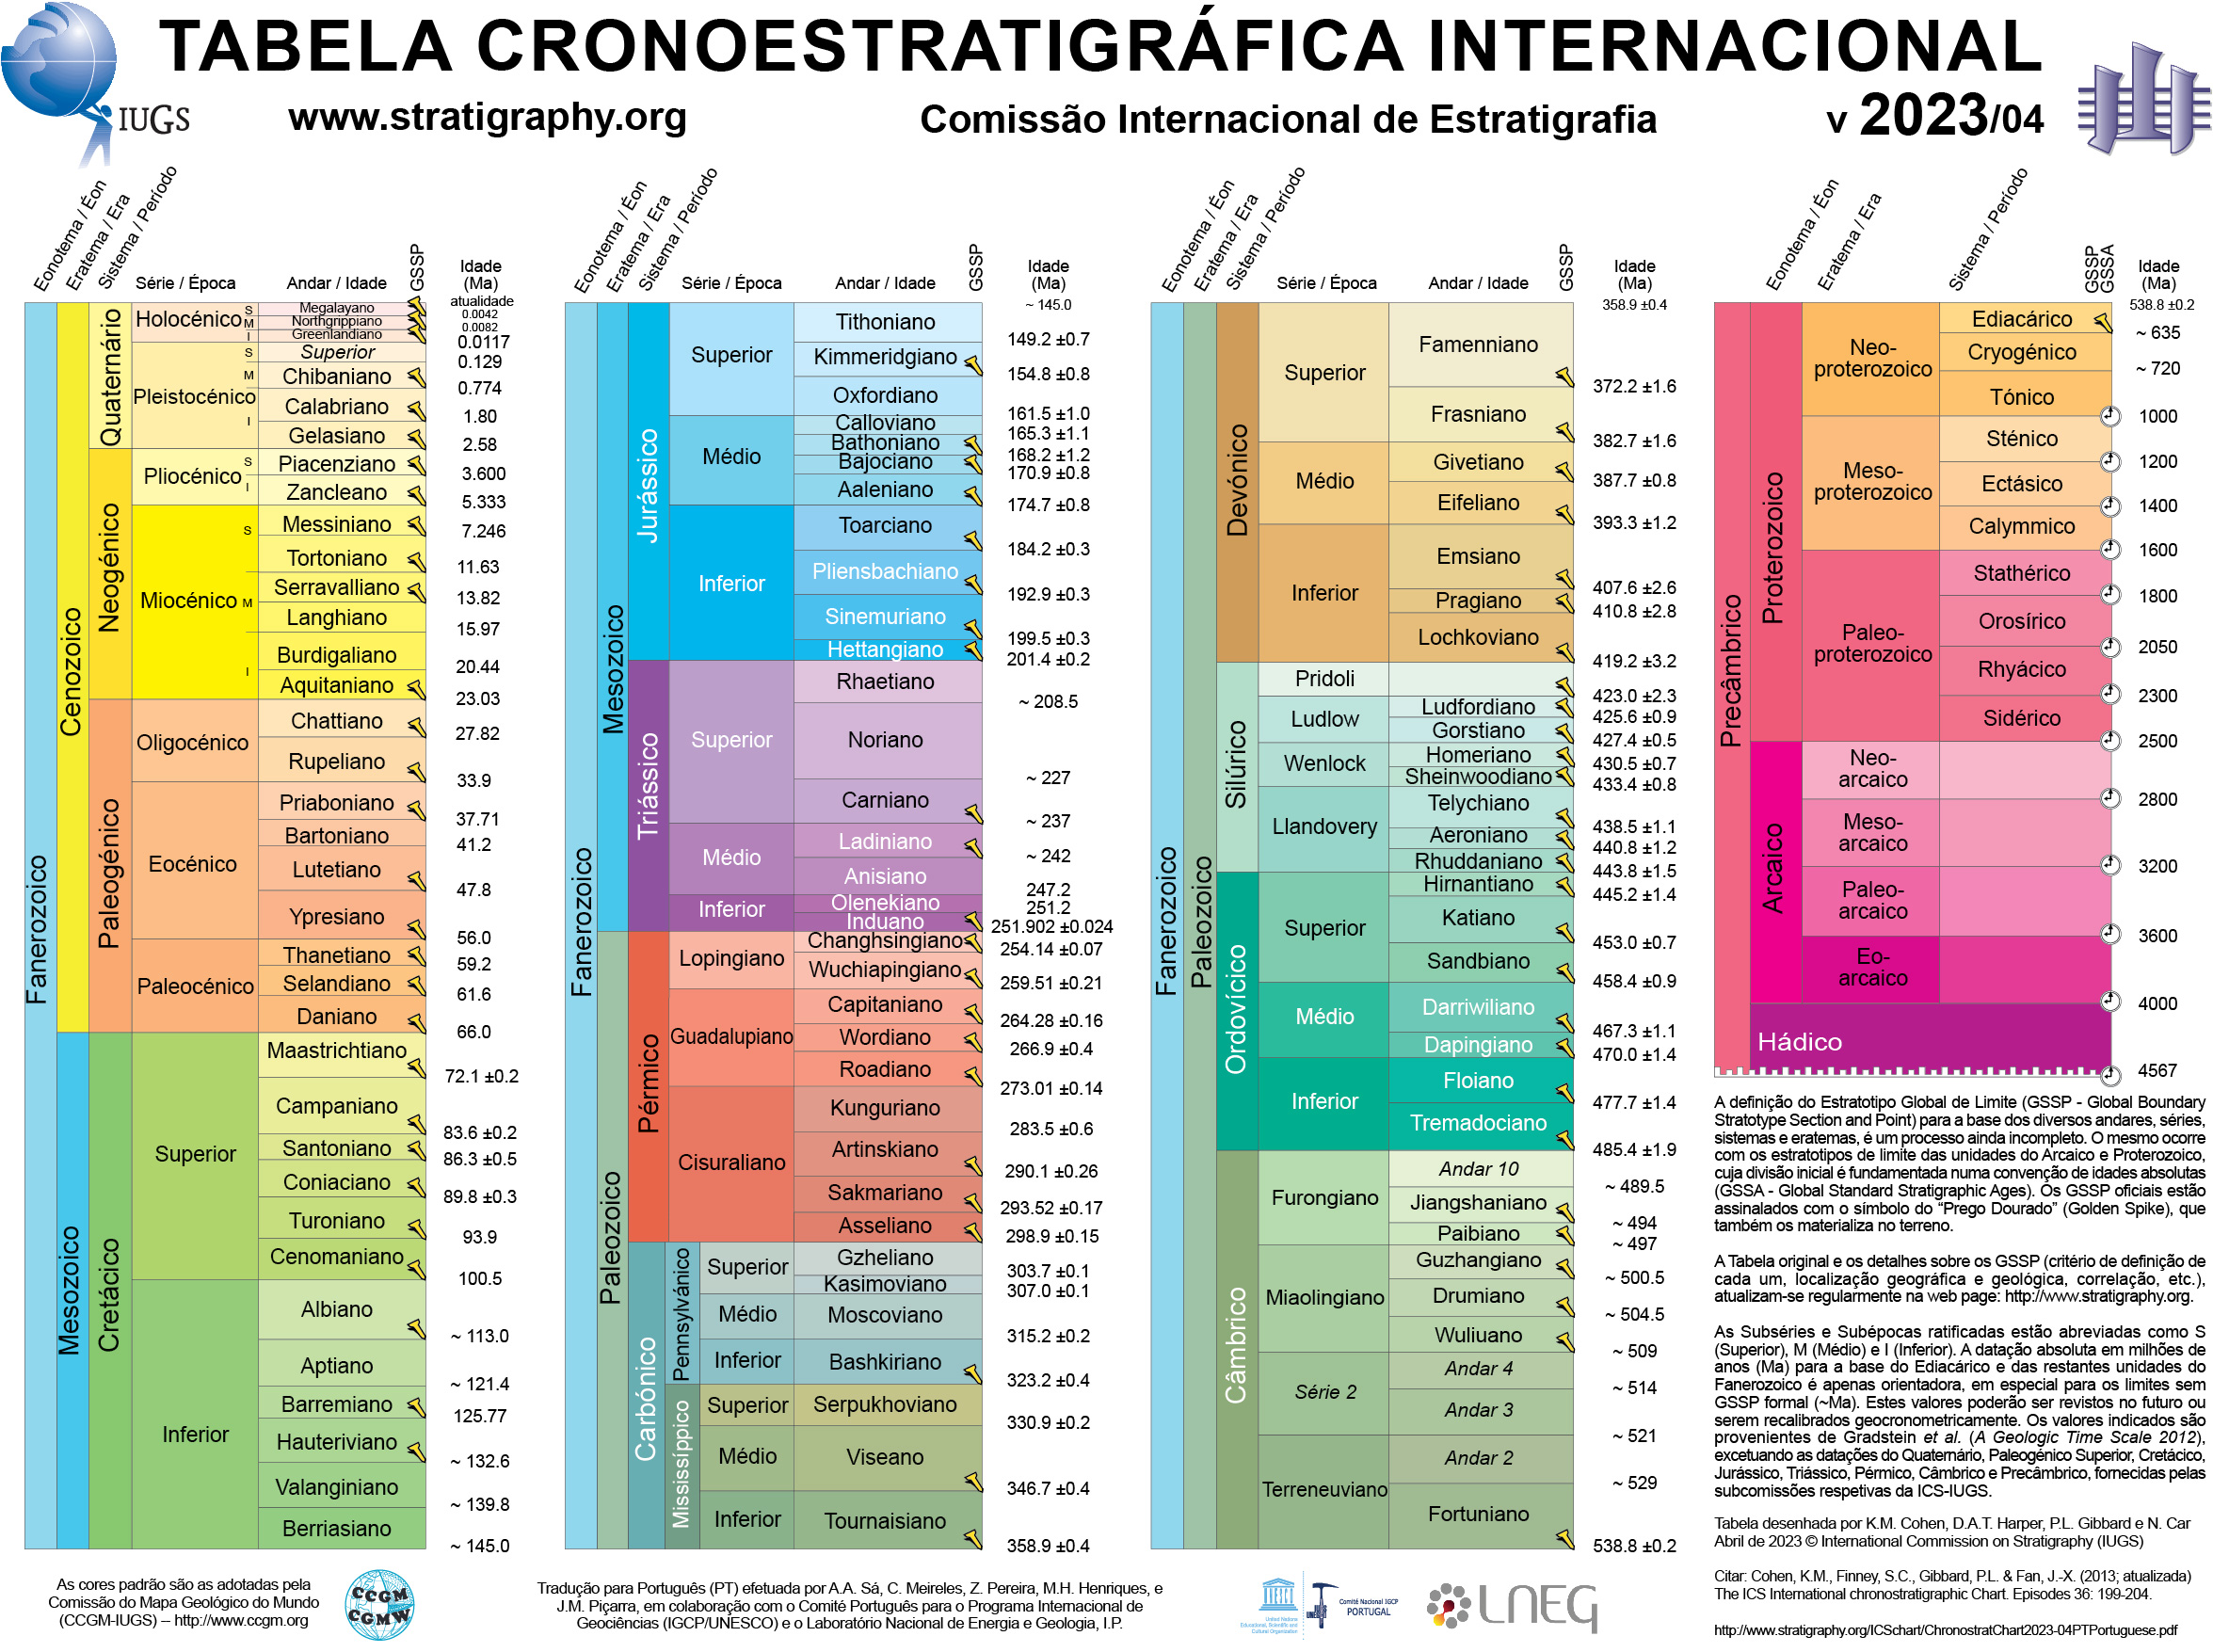 TABELA CRONOESTRATIGRÁFICA INTERNACIONAL
IUGS
www.stratigraphy.org
Comissão Internacional de Estratigrafia
v 2023/04
Eonotema / Éon
Eratema / Era
Sistema / Período
Série / Época
Andar / Idade
GSSP
Idade
(Ma)
Fanerozoico
Cenozoico
Mesozoico
Quaternário
Neogénico
Paleogénico
Cretácico
Holocénico
S
M
I
Pleistocénico
S
M
I
Pliocénico
S
I
Miocénico
S
M
I
Oligocénico
Eocénico
Paleocénico
Superior
Inferior
atualidade
Megalayano
0.0042
Northgrippiano
0.0082
Greenlandiano
0.0117
Superior
0.129
Chibaniano
0.774
Calabriano
1.80
Gelasiano
2.58
Piacenziano
3.600
Zancleano
5.333
Messiniano
7.246
Tortoniano
11.63
Serravalliano
13.82
Langhiano
15.97
Burdigaliano
20.44
Aquitaniano
23.03
Chattiano
27.82
Rupeliano
33.9
Priaboniano
37.71
Bartoniano
41.2
Lutetiano
47.8
Ypresiano
56.0
Thanetiano
59.2
Selandiano
61.6
Daniano
66.0
Maastrichtiano
72.1 ±0.2
Campaniano
83.6 ±0.2
Santoniano
86.3 ±0.5
Coniaciano
89.8 ±0.3
Turoniano
93.9
Cenomaniano
100.5
Albiano
~ 113.0
Aptiano
~ 121.4
Barremiano
125.77
Hauteriviano
~ 132.6
Valanginiano
~ 139.8
Berriasiano
~ 145.0
Eonotema / Éon
Eratema / Era
Sistema / Período
Série / Época
Andar / Idade
GSSP
Idade
(Ma)
Fanerozoico
Mesozoico
Paleozoico
Jurássico
Triássico
Pérmico
Carbónico
Pennsylvánico
Mississíppico
Superior
Médio
Inferior
Superior
Médio
Inferior
Lopingiano
Guadalupiano
Cisuraliano
Superior
Médio
Inferior
Superior
Médio
Inferior
~ 145.0
Tithoniano
149.2 ±0.7
Kimmeridgiano
154.8 ±0.8
Oxfordiano
161.5 ±1.0
Calloviano
165.3 ±1.1
Bathoniano
168.2 ±1.2
Bajociano
170.9 ±0.8
Aaleniano
174.7 ±0.8
Toarciano
184.2 ±0.3
Pliensbachiano
192.9 ±0.3
Sinemuriano
199.5 ±0.3
Hettangiano
201.4 ±0.2
Rhaetiano
~ 208.5
Noriano
~ 227
Carniano
~ 237
Ladiniano
~ 242
Anisiano
247.2
Olenekiano
251.2
Induano
251.902 ±0.024
Changhsingiano
254.14 ±0.07
Wuchiapingiano
259.51 ±0.21
Capitaniano
264.28 ±0.16
Wordiano
266.9 ±0.4
Roadiano
273.01 ±0.14
Kunguriano
283.5 ±0.6
Artinskiano
290.1 ±0.26
Sakmariano
293.52 ±0.17
Asseliano
298.9 ±0.15
Gzheliano
303.7 ±0.1
Kasimoviano
307.0 ±0.1
Moscoviano
315.2 ±0.2
Bashkiriano
323.2 ±0.4
Serpukhoviano
330.9 ±0.2
Viseano
346.7 ±0.4
Tournaisiano
358.9 ±0.4
Eonotema / Éon
Eratema / Era
Sistema / Período
Série / Época
Andar / Idade
GSSP
Idade
(Ma)
Fanerozoico
Paleozoico
Devónico
Silúrico
Ordovícico
Câmbrico
Superior
Médio
Inferior
Pridoli
Ludlow
Wenlock
Llandovery
Superior
Médio
Inferior
Furongiano
Miaolingiano
Série 2
Terreneuviano
358.9 ±0.4
Famenniano
372.2 ±1.6
Frasniano
382.7 ±1.6
Givetiano
387.7 ±0.8
Eifeliano
393.3 ±1.2
Emsiano
407.6 ±2.6
Pragiano
410.8 ±2.8
Lochkoviano
419.2 ±3.2
423.0 ±2.3
Ludfordiano
425.6 ±0.9
Gorstiano
427.4 ±0.5
Homeriano
430.5 ±0.7
Sheinwoodiano
433.4 ±0.8
Telychiano
438.5 ±1.1
Aeroniano
440.8 ±1.2
Rhuddaniano
443.8 ±1.5
Hirnantiano
445.2 ±1.4
Katiano
453.0 ±0.7
Sandbiano
458.4 ±0.9
Darriwiliano
467.3 ±1.1
Dapingiano
470.0 ±1.4
Floiano
477.7 ±1.4
Tremadociano
485.4 ±1.9
Andar 10
~ 489.5
Jiangshaniano
~ 494
Paibiano
~ 497
Guzhangiano
~ 500.5
Drumiano
~ 504.5
Wuliuano
~ 509
Andar 4
~ 514
Andar 3
~ 521
Andar 2
~ 529
Fortuniano
538.8 ±0.2
Eonotema / Éon
Eratema / Era
Sistema / Período
GSSP
GSSA
Idade
(Ma)
Precâmbrico
Proterozoico
Arcaico
Hádico
Neo-
proterozoico
Meso-
proterozoico
Paleo-
proterozoico
Neo-
arcaico
Meso-
arcaico
Paleo-
arcaico
Eo-
arcaico
538.8 ±0.2
Ediacárico
~ 635
Cryogénico
~ 720
Tónico
1000
Sténico
1200
Ectásico
1400
Calymmico
1600
Stathérico
1800
Orosírico
2050
Rhyácico
2300
Sidérico
2500
2800
3200
3600
4000
4567
A definição do Estratotipo Global de Limite (GSSP - Global Boundary
Stratotype Section and Point) para a base dos diversos andares, séries,
sistemas e eratemas, é um processo ainda incompleto. O mesmo ocorre
com os estratotipos de limite das unidades do Arcaico e Proterozoico,
cuja divisão inicial é fundamentada numa convenção de idades absolutas
(GSSA - Global Standard Stratigraphic Ages). Os GSSP oficiais estão
assinalados com o símbolo do “Prego Dourado” (Golden Spike), que
também os materializa no terreno.
A Tabela original e os detalhes sobre os GSSP (critério de definição de
cada um, localização geográfica e geológica, correlação, etc.),
atualizam-se regularmente na web page: http://www.stratigraphy.org.
As Subséries e Subépocas ratificadas estão abreviadas como S
(Superior), M (Médio) e I (Inferior). A datação absoluta em milhões de
anos (Ma) para a base do Ediacárico e das restantes unidades do
Fanerozoico é apenas orientadora, em especial para os limites sem
GSSP formal (~Ma). Estes valores poderão ser revistos no futuro ou
serem recalibrados geocronometricamente. Os valores indicados são
provenientes de Gradstein et al. (A Geologic Time Scale 2012),
excetuando as datações do Quaternário, Paleogénico Superior, Cretácico,
Jurássico, Triássico, Pérmico, Câmbrico e Precâmbrico, fornecidas pelas
subcomissões respetivas da ICS-IUGS.
Tabela desenhada por K.M. Cohen, D.A.T. Harper, P.L. Gibbard e N. Car
Abril de 2023 © International Commission on Stratigraphy (IUGS)
Citar: Cohen, K.M., Finney, S.C., Gibbard, P.L. & Fan, J.-X. (2013; atualizada)
The ICS International chronostratigraphic Chart. Episodes 36: 199-204.
http://www.stratigraphy.org/ICSchart/ChronostratChart2023-04PTPortuguese.pdf
As cores padrão são as adotadas pela
Comissão do Mapa Geológico do Mundo
(CCGM-IUGS) – http://www.ccgm.org
CCGM
CGMW
Tradução para Português (PT) efetuada por A.A. Sá, C. Meireles, Z. Pereira, M.H. Henriques, e
J.M. Piçarra, em colaboração com o Comité Português para o Programa Internacional de
Geociências (IGCP/UNESCO) e o Laboratório Nacional de Energia e Geologia, I.P.
United Nations
Educational, Scientific and
Cultural Organization
Comité Nacional IGCP
PORTUGAL
LNEG